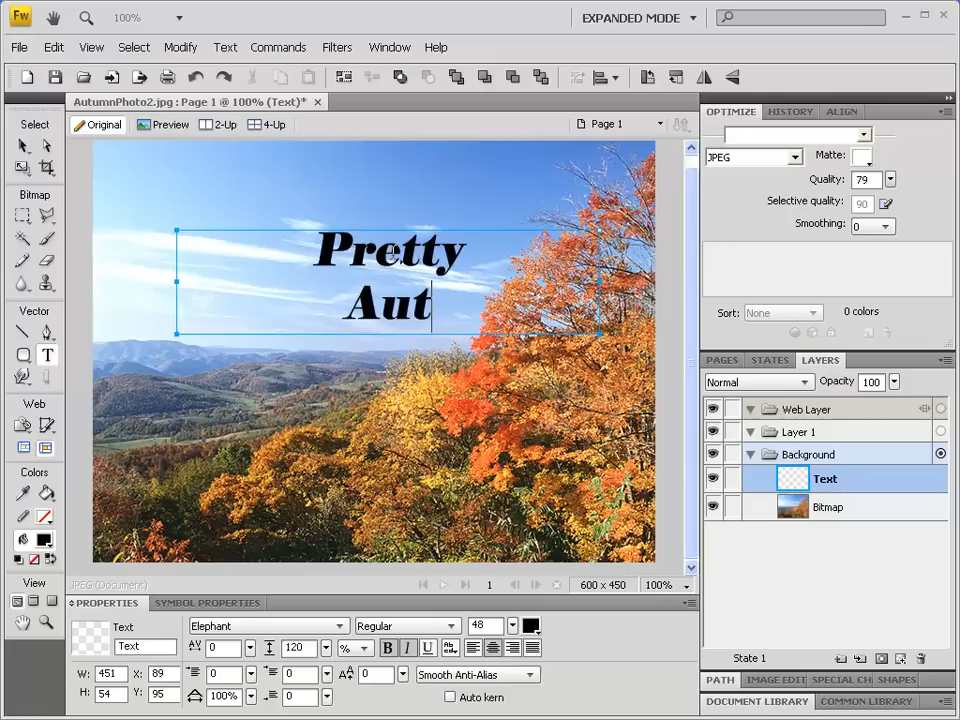 Fw 100% EXPANDED MODE
File Edit View Select Modify Text Commands Filters Window Help
AutumnPhoto2.jpg : Page 1 @ 100% (Text)*
Original Preview 2-Up 4-Up Page 1
Select
Bitmap
Vector
T
Web
Colors
View
Pretty
Aut
JPEG (Document) 1 600 x 450 100%
PROPERTIES SYMBOL PROPERTIES
Text
Text
Elephant Regular 48
0 120 % B I U
W: 451 X: 89 0 0 0 Smooth Anti-Alias
H: 54 Y: 95 100% 0 Auto kern
OPTIMIZE HISTORY ALIGN
JPEG Matte:
Quality: 79
Selective quality: 90
Smoothing: 0
Sort: None 0 colors
PAGES STATES LAYERS
Normal Opacity 100
Web Layer
Layer 1
Background
Text
Bitmap
State 1
PATH IMAGE EDIT SPECIAL CH SHAPES
DOCUMENT LIBRARY COMMON LIBRARY